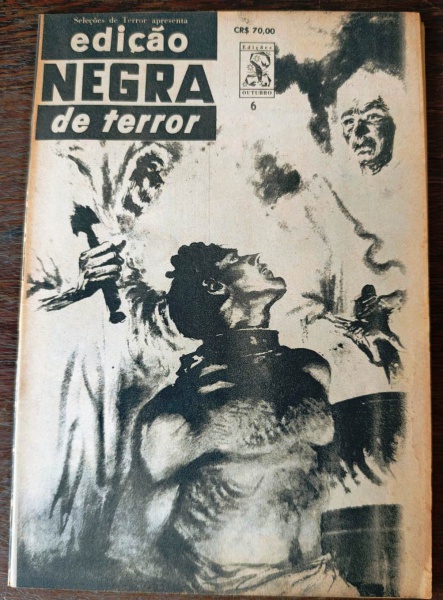 Seleções de Terror apresenta
edição
NEGRA
de terror
CR$ 70,00
Edições
OUTUBRO
6